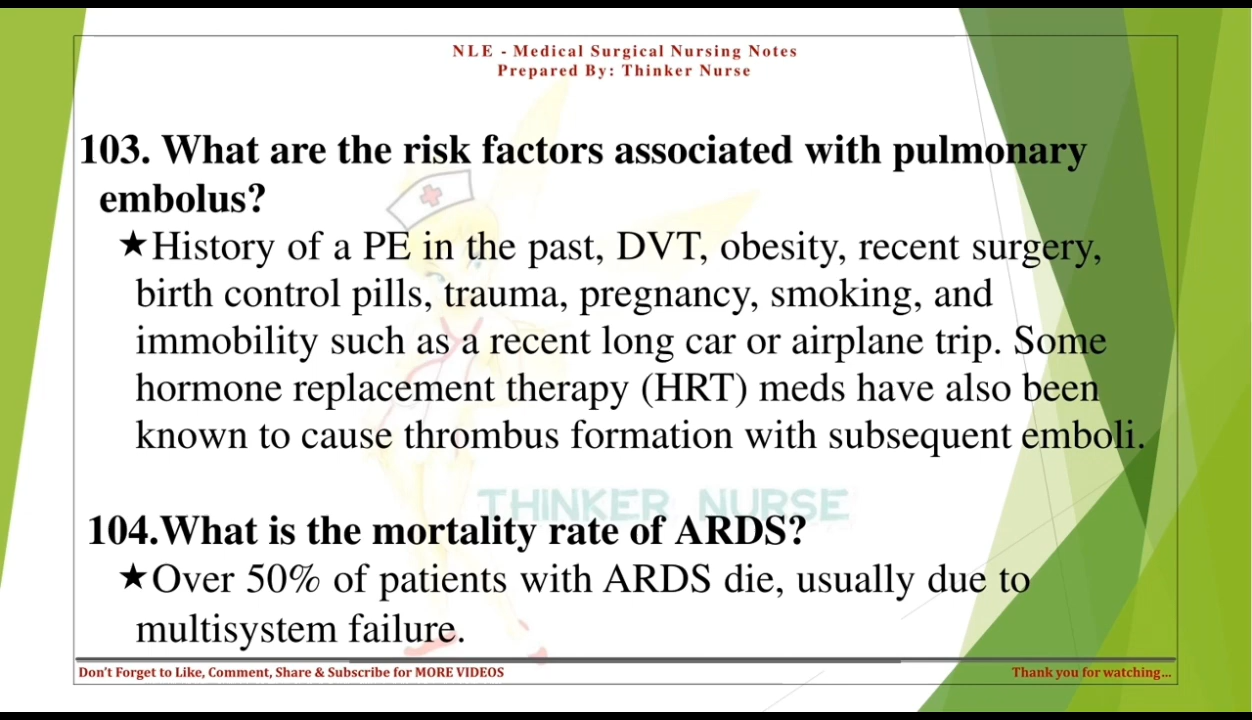 NLE - Medical Surgical Nursing Notes
Prepared By: Thinker Nurse
103. What are the risk factors associated with pulmonary
embolus?
★History of a PE in the past, DVT, obesity, recent surgery,
birth control pills, trauma, pregnancy, smoking, and
immobility such as a recent long car or airplane trip. Some
hormone replacement therapy (HRT) meds have also been
known to cause thrombus formation with subsequent emboli.
THINKER NURSE
104.What is the mortality rate of ARDS?
★Over 50% of patients with ARDS die, usually due to
multisystem failure.
Don't Forget to Like, Comment, Share & Subscribe for MORE VIDEOS
Thank you for watching...